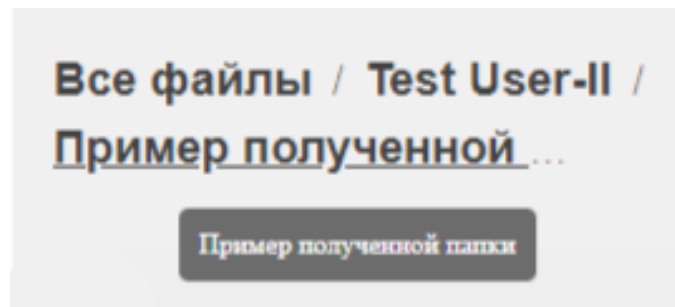 Все файлы / Test User-II /
Пример полученной ...
Пример полученной папки